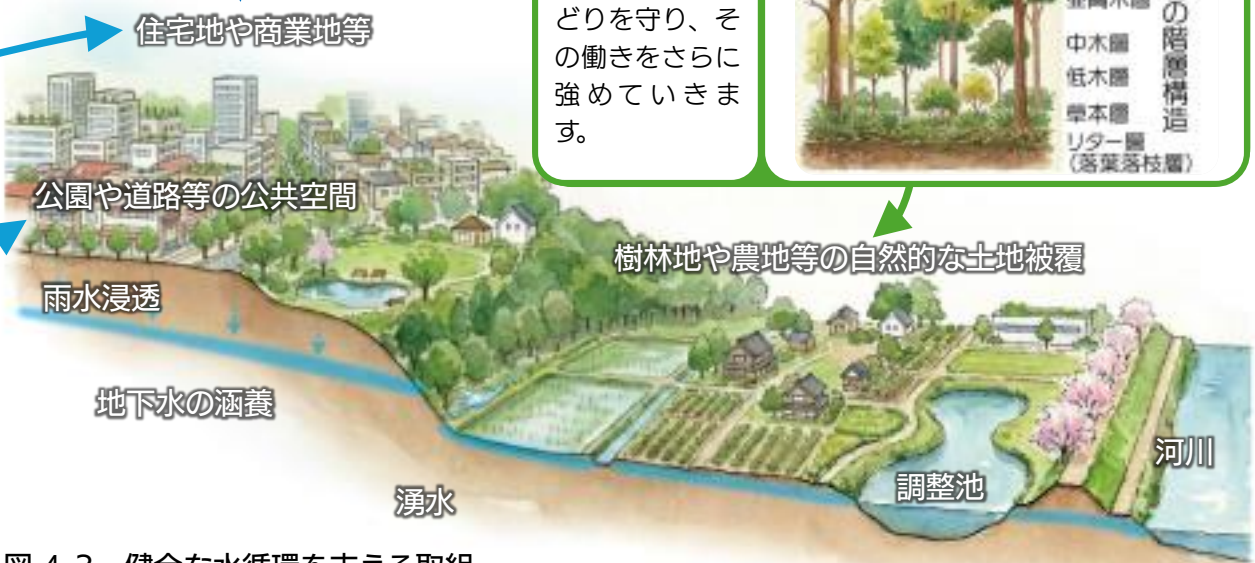 住宅地や商業地等
どりを守り、そ
の働きをさらに
強めていきま
す。
亜高木層
中木層
低木層
草本層
リター層
(落葉落枝層)
の階層構造
公園や道路等の公共空間
樹林地や農地等の自然的な土地被覆
雨水浸透
地下水の涵養
湧水
調整池
河川